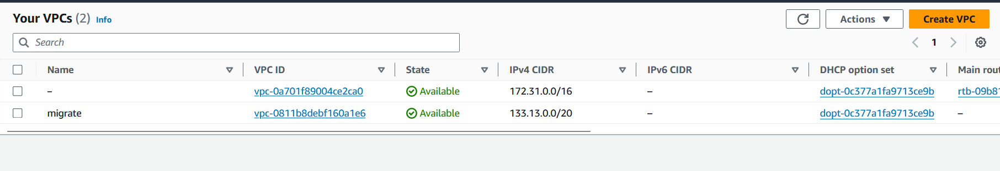 Your VPCs (2) Info
Actions
Create VPC
Search
1
Name VPC ID State IPv4 CIDR IPv6 CIDR DHCP option set Main rout
– vpc-0a701f89004ce2ca0 Available 172.31.0.0/16 – dopt-0c377a1fa9713ce9b rtb-09b81
migrate vpc-0811b8debf160a1e6 Available 133.13.0.0/20 – dopt-0c377a1fa9713ce9b –